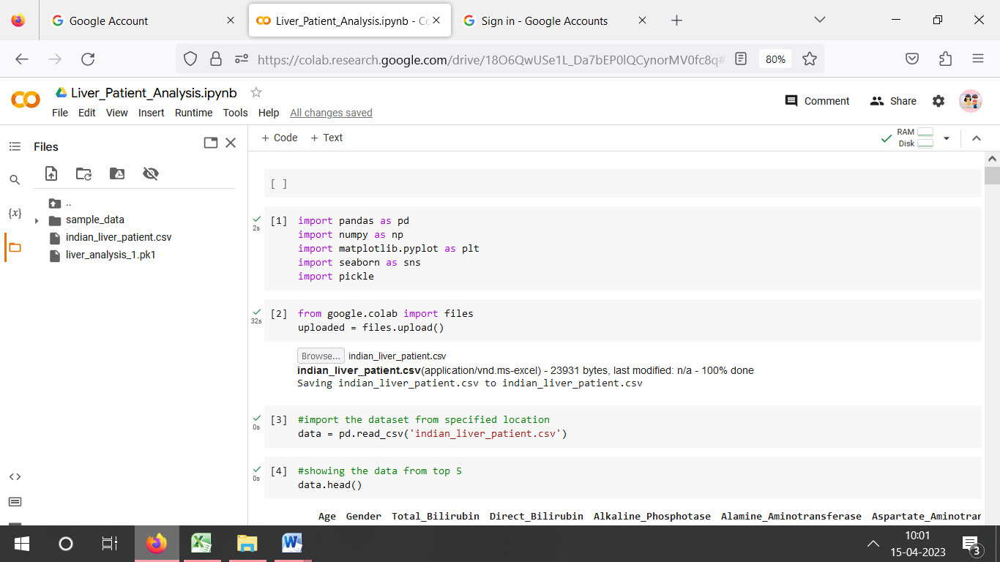 Google Account
Liver_Patient_Analysis.ipynb - Co
Sign in - Google Accounts
https://colab.research.google.com/drive/18O6QwUSe1L_Da7bEP0lQCynorMV0fc8q#
80%
Liver_Patient_Analysis.ipynb
File Edit View Insert Runtime Tools Help All changes saved
Comment
Share
Files
+ Code + Text
RAM
Disk
..
sample_data
indian_liver_patient.csv
liver_analysis_1.pk1
{x}
<>
[ ]
[1] import pandas as pd
import numpy as np
import matplotlib.pyplot as plt
import seaborn as sns
import pickle
2s
[2] from google.colab import files
uploaded = files.upload()
32s
Browse... indian_liver_patient.csv
indian_liver_patient.csv(application/vnd.ms-excel) - 23931 bytes, last modified: n/a - 100% done
Saving indian_liver_patient.csv to indian_liver_patient.csv
[3] #import the dataset from specified location
data = pd.read_csv('indian_liver_patient.csv')
0s
[4] #showing the data from top 5
data.head()
0s
Age Gender Total_Bilirubin Direct_Bilirubin Alkaline_Phosphotase Alamine_Aminotransferase Aspartate_Aminotran
10:01
15-04-2023
3